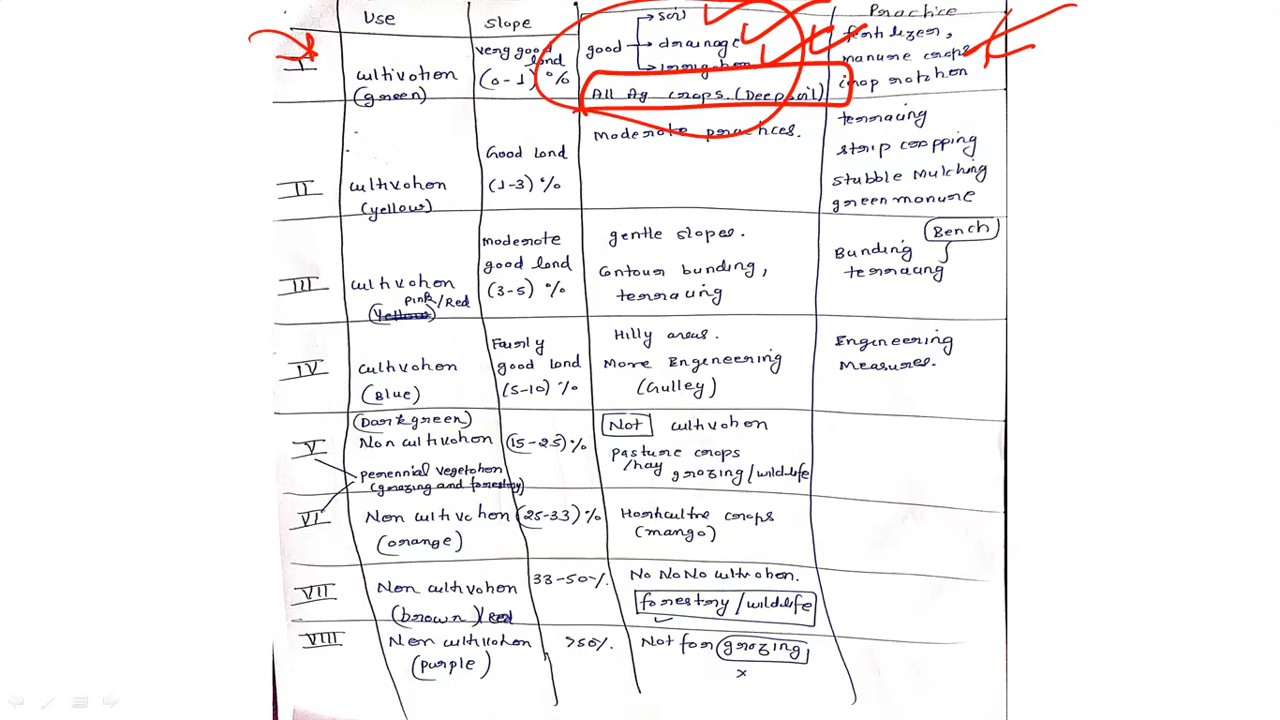 Use
Slope
Practice
I
cultivation
(green)
very good
land
(0-1) %
good
soil
drainage
irrigation
All Ag crops. (Deep soil)
fertilizer,
manure crops
crop rotation
II
cultivation
(yellow)
Good land
(1-3) %
Moderate practices.
terracing
strip cropping
stubble Mulching
green manure
III
cultivation
pink/Red
(Yellow)
moderate
good land
(3-5) %
gentle slopes.
Contour bunding,
terracing
Bench
Bunding
terracing
IV
cultivation
(Blue)
Fairly
good land
(5-10) %
Hilly areas.
More Engeneering
(Gulley)
Engeneering
Measures.
V
(Dark green)
Non cultivation
(15-25) %
Not cultivation
pasture crops
/hay grazing/wildlife
perennial vegetation
(grazing and forestry)
VI
Non cultivation
(orange)
(25-33) %
Horticultre crops
(mango)
VII
Non cultivation
(brown)/Red
33-50%
No No No cultivation.
forestry/wildlife
VIII
Non cultivation
(purple)
>50%
Not for grazing
x